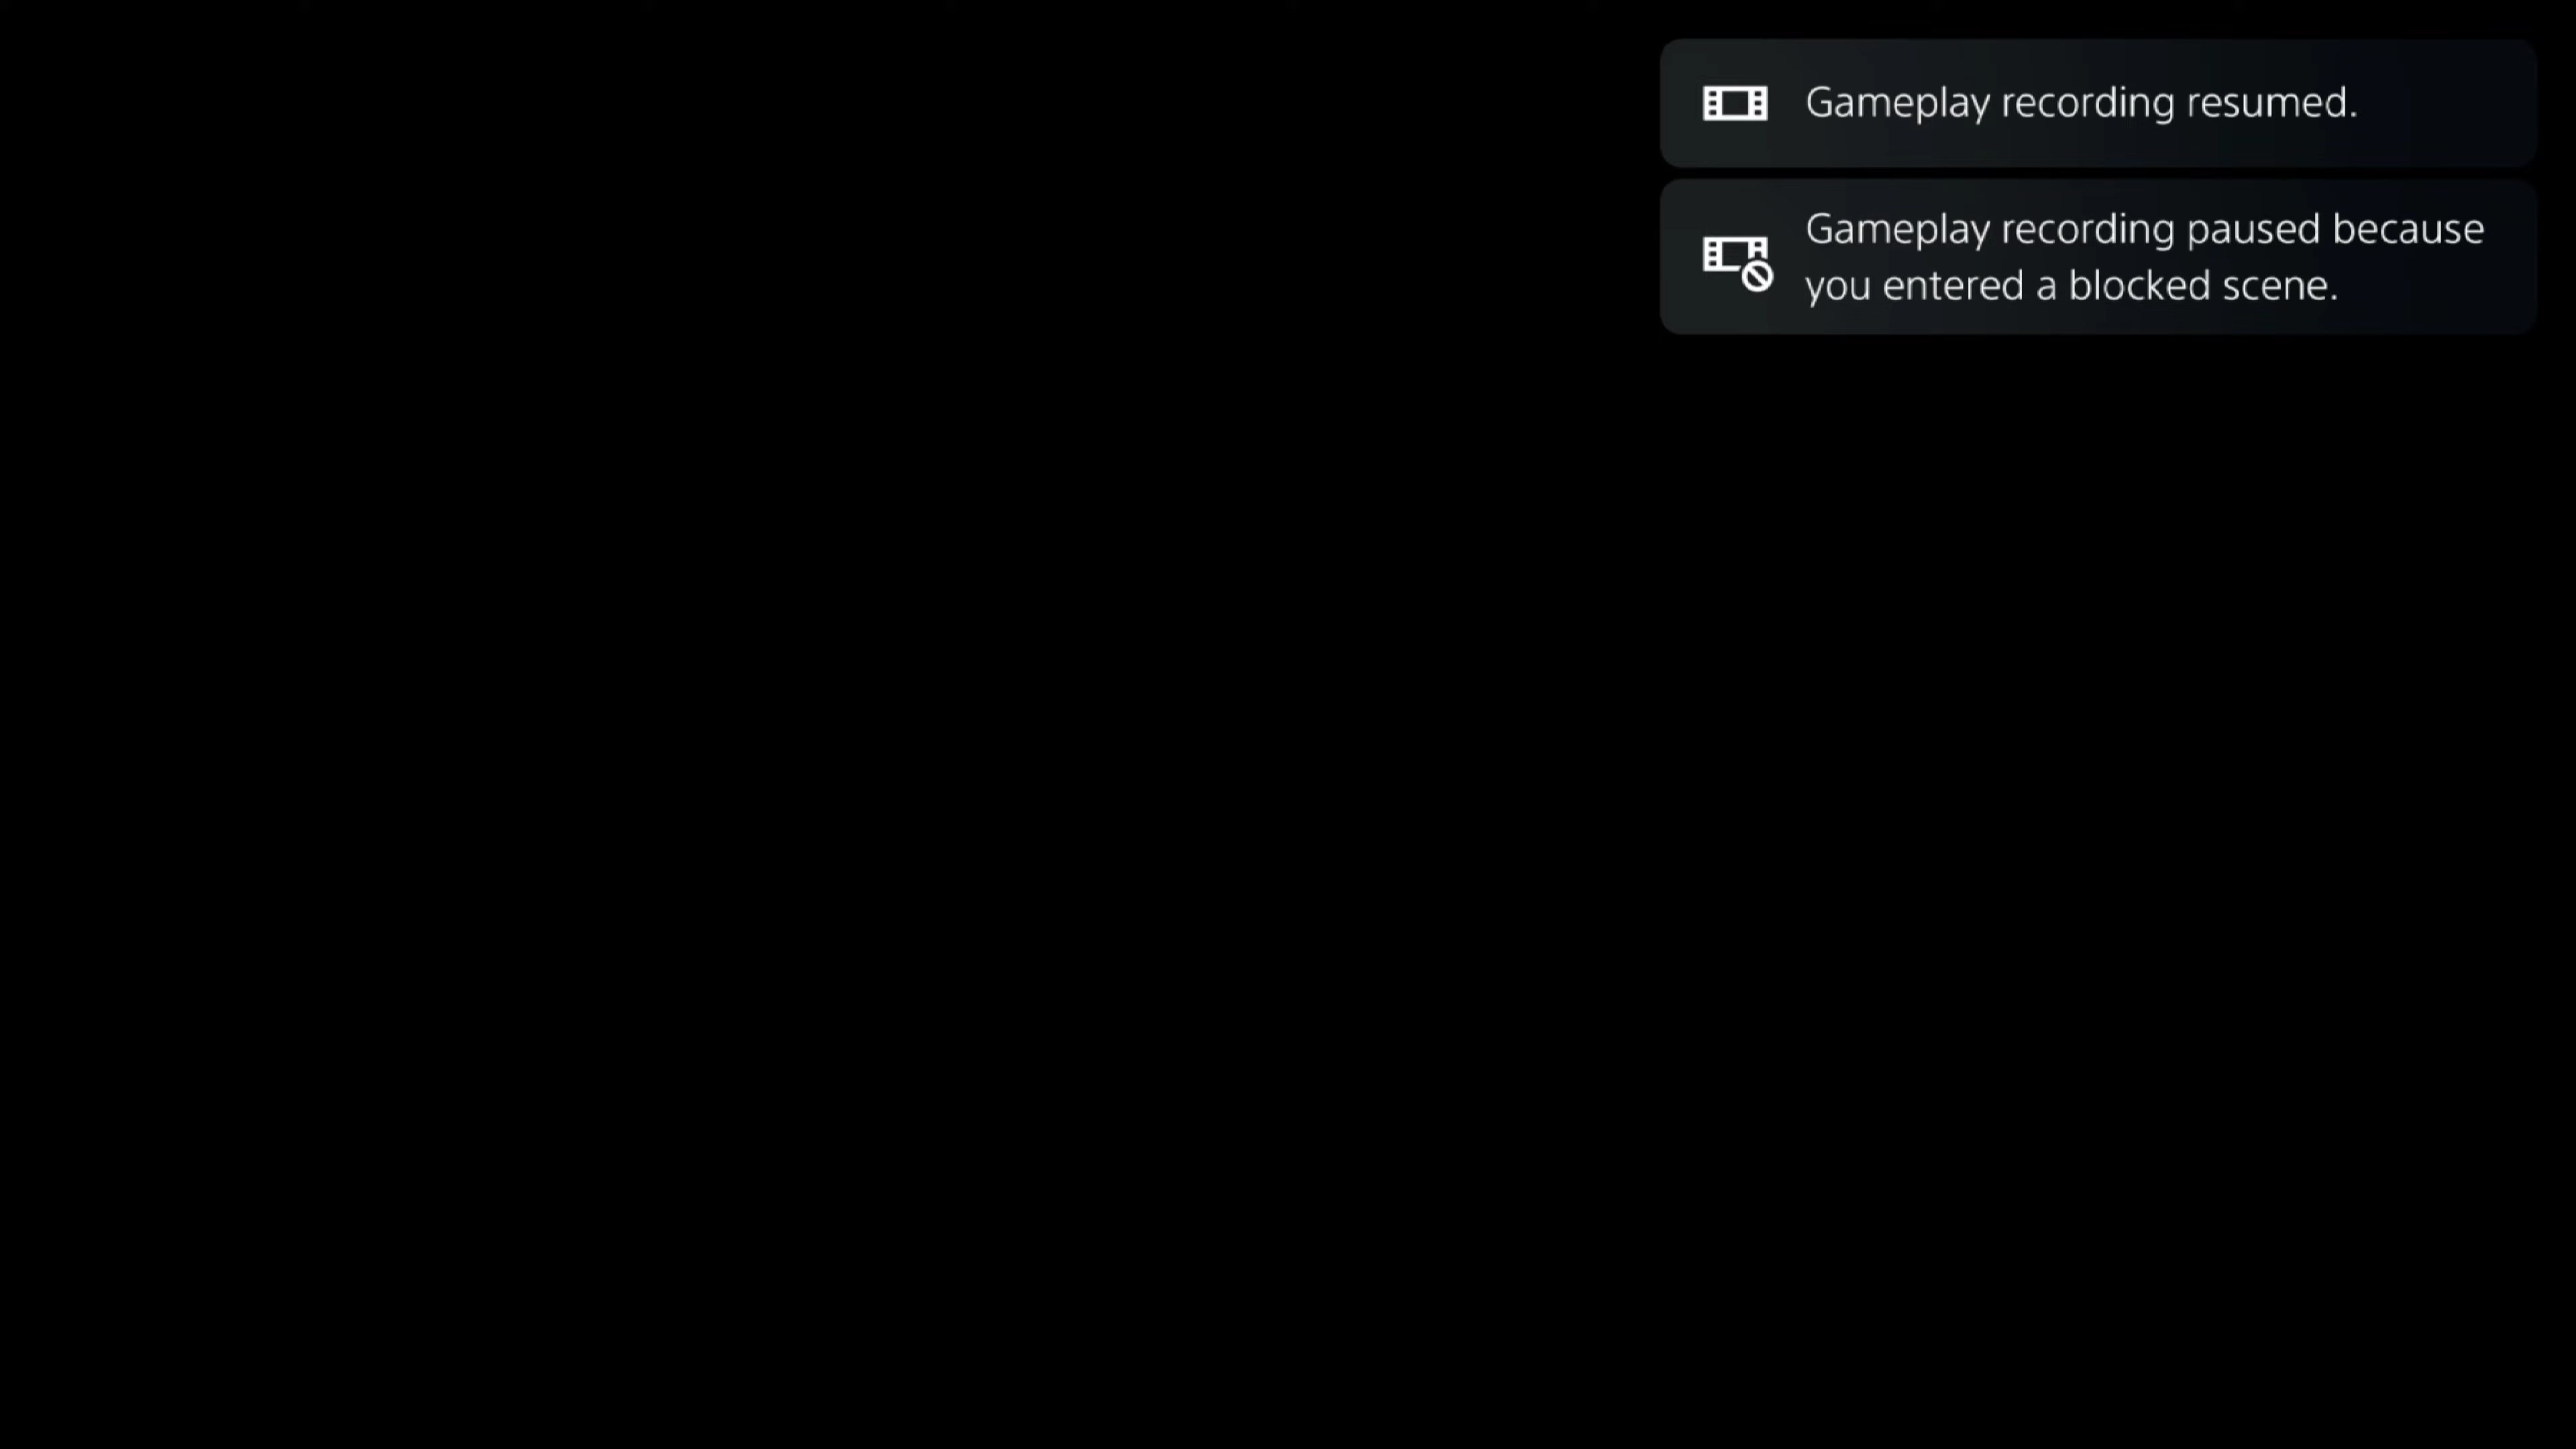 Gameplay recording resumed.
Gameplay recording paused because
you entered a blocked scene.